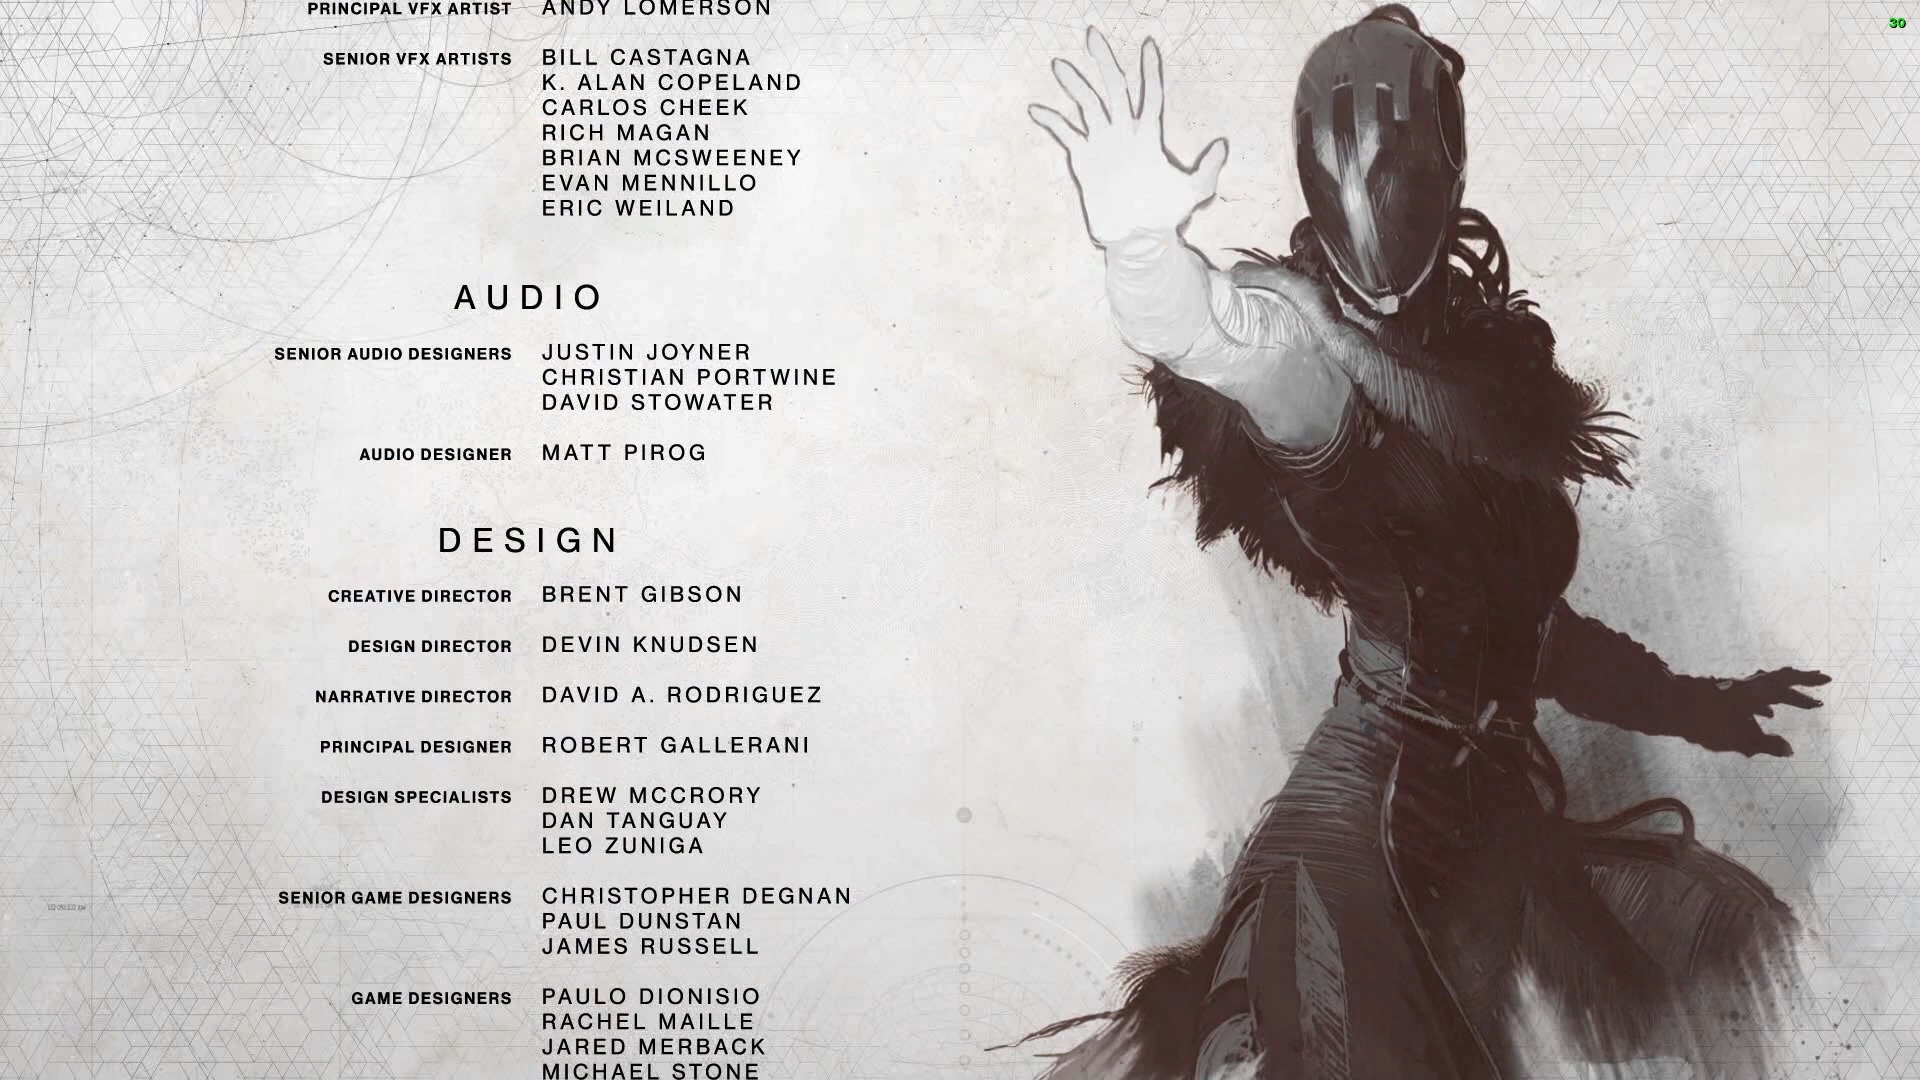 PRINCIPAL VFX ARTIST ANDY LOMERSON
SENIOR VFX ARTISTS BILL CASTAGNA
K. ALAN COPELAND
CARLOS CHEEK
RICH MAGAN
BRIAN MCSWEENEY
EVAN MENNILLO
ERIC WEILAND
AUDIO
SENIOR AUDIO DESIGNERS JUSTIN JOYNER
CHRISTIAN PORTWINE
DAVID STOWATER
AUDIO DESIGNER MATT PIROG
DESIGN
CREATIVE DIRECTOR BRENT GIBSON
DESIGN DIRECTOR DEVIN KNUDSEN
NARRATIVE DIRECTOR DAVID A. RODRIGUEZ
PRINCIPAL DESIGNER ROBERT GALLERANI
DESIGN SPECIALISTS DREW MCCRORY
DAN TANGUAY
LEO ZUNIGA
SENIOR GAME DESIGNERS CHRISTOPHER DEGNAN
PAUL DUNSTAN
JAMES RUSSELL
GAME DESIGNERS PAULO DIONISIO
RACHEL MAILLE
JARED MERBACK
MICHAEL STONE
30